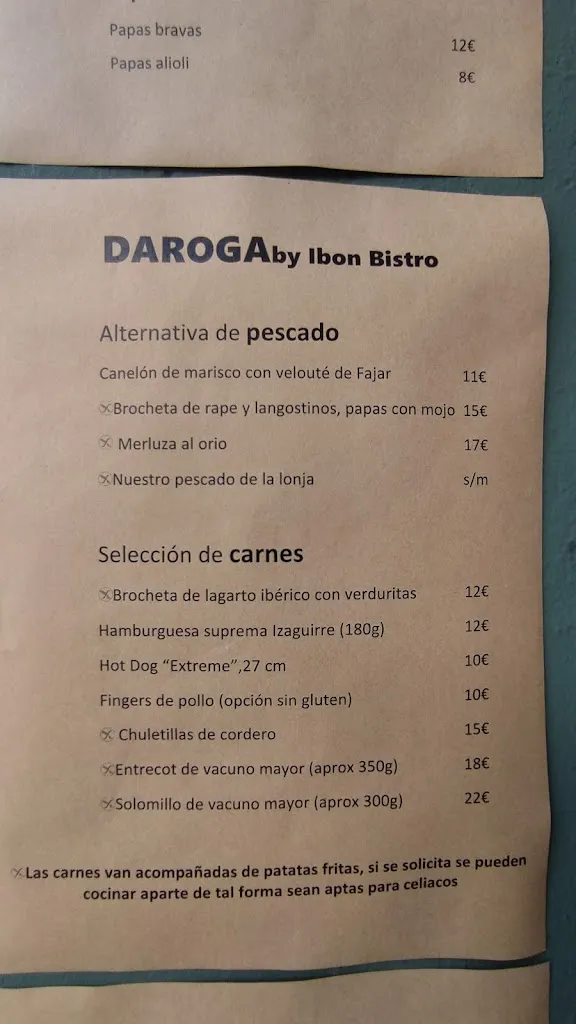 Papas bravas 12€
Papas alioli 8€
DAROGA by Ibon Bistro
Alternativa de pescado
Canelón de marisco con velouté de Fajar 11€
Brocheta de rape y langostinos, papas con mojo 15€
Merluza al orio 17€
Nuestro pescado de la lonja s/m
Selección de carnes
Brocheta de lagarto ibérico con verduritas 12€
Hamburguesa suprema Izaguirre (180g) 12€
Hot Dog “Extreme”,27 cm 10€
Fingers de pollo (opción sin gluten) 10€
Chuletillas de cordero 15€
Entrecot de vacuno mayor (aprox 350g) 18€
Solomillo de vacuno mayor (aprox 300g) 22€
Las carnes van acompañadas de patatas fritas, si se solicita se pueden
cocinar aparte de tal forma sean aptas para celiacos